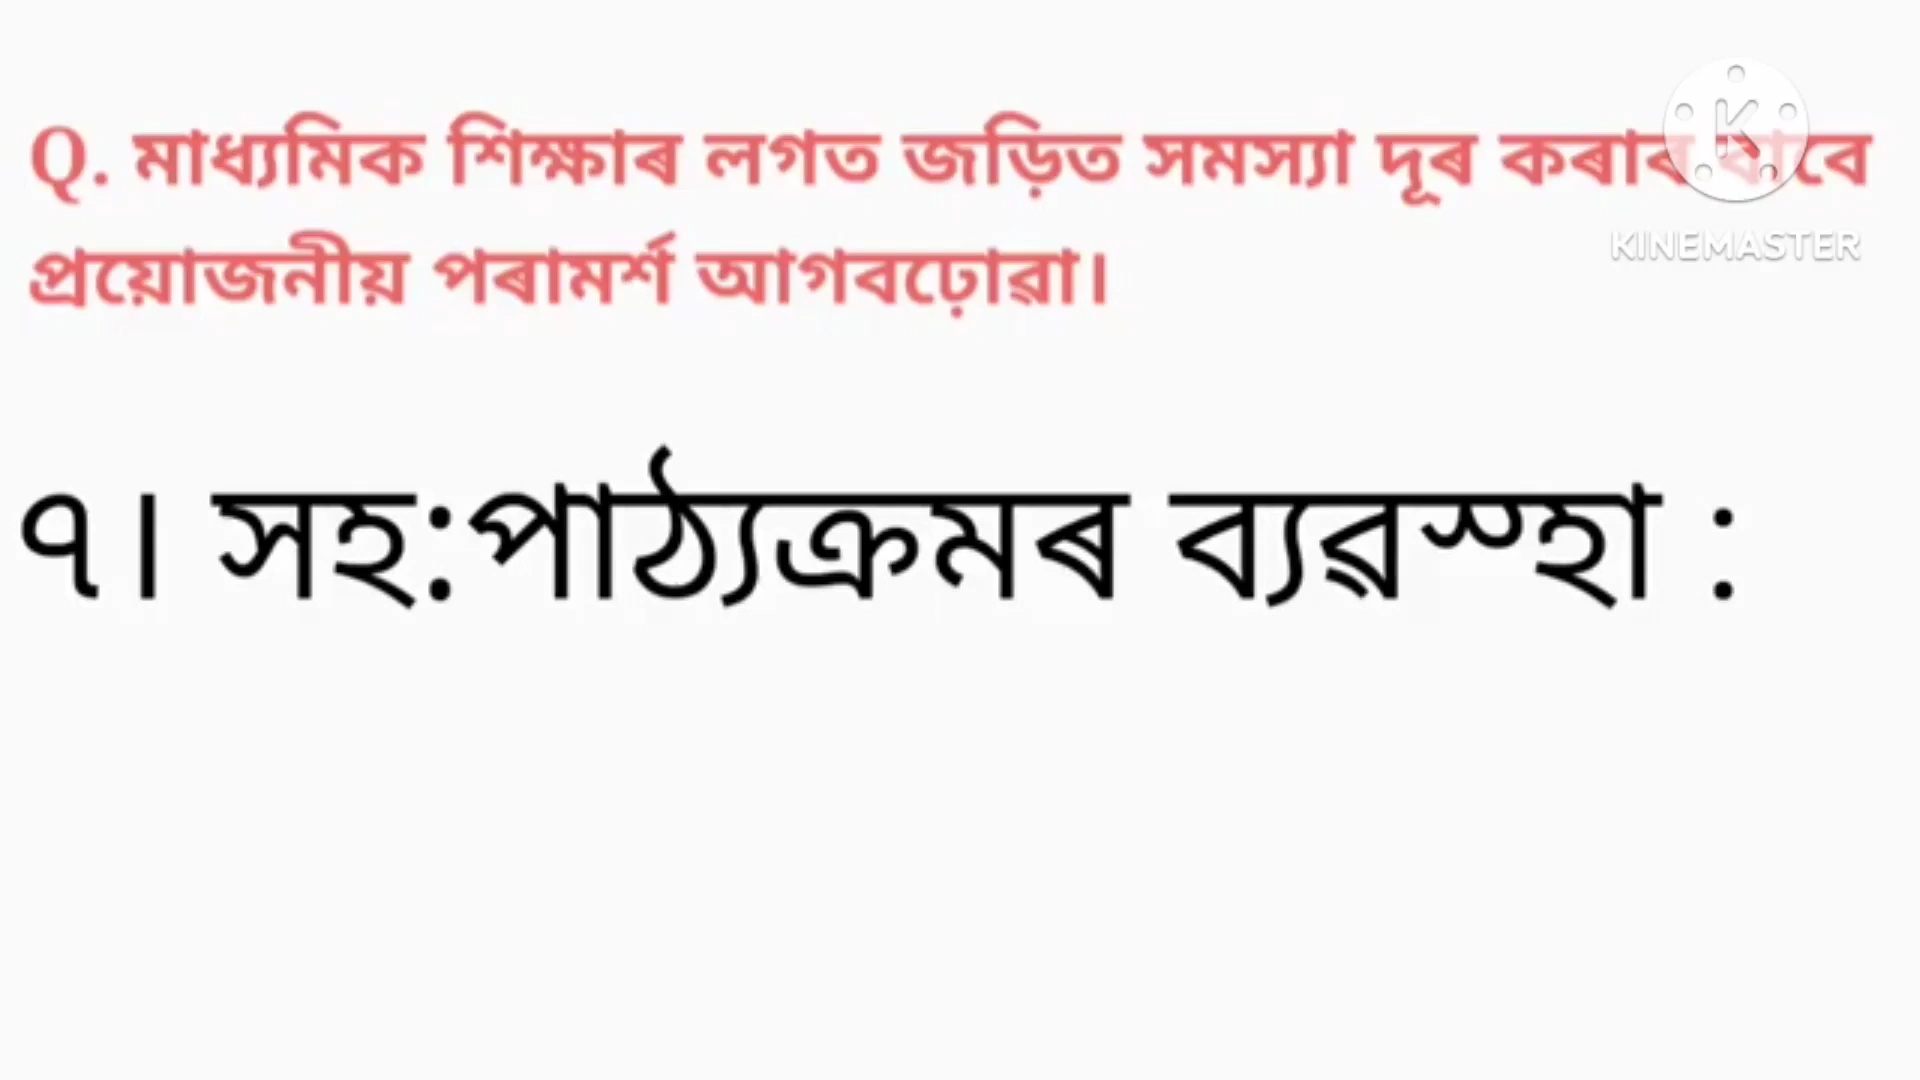 Q. মাধ্যমিক শিক্ষাৰ লগত জড়িত সমস্যা দূৰ কৰাৰ বাবে
প্ৰয়োজনীয় পৰামৰ্শ আগবঢ়োৱা।
KINEMASTER
৭। সহ:পাঠ্যক্ৰমৰ ব্যৱস্হা :